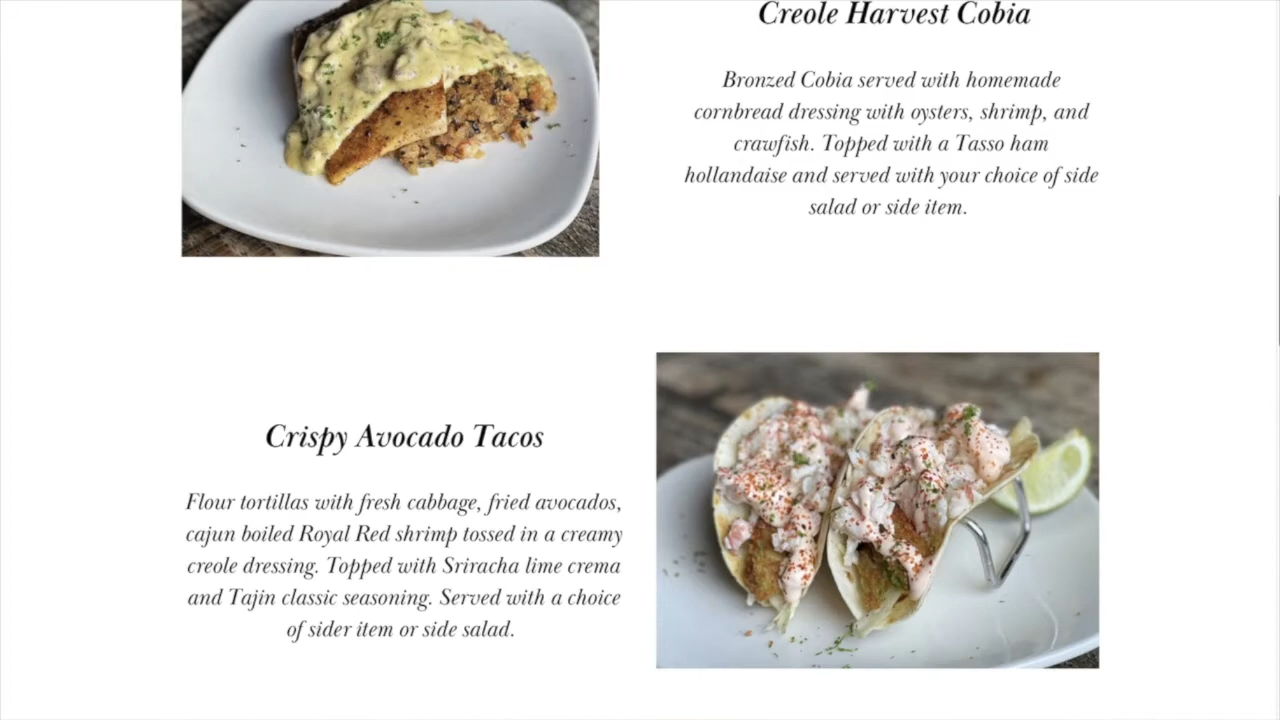 Creole Harvest Cobia
Bronzed Cobia served with homemade
cornbread dressing with oysters, shrimp, and
crawfish. Topped with a Tasso ham
hollandaise and served with your choice of side
salad or side item.
Crispy Avocado Tacos
Flour tortillas with fresh cabbage, fried avocados,
cajun boiled Royal Red shrimp tossed in a creamy
creole dressing. Topped with Sriracha lime crema
and Tajin classic seasoning. Served with a choice
of sider item or side salad.